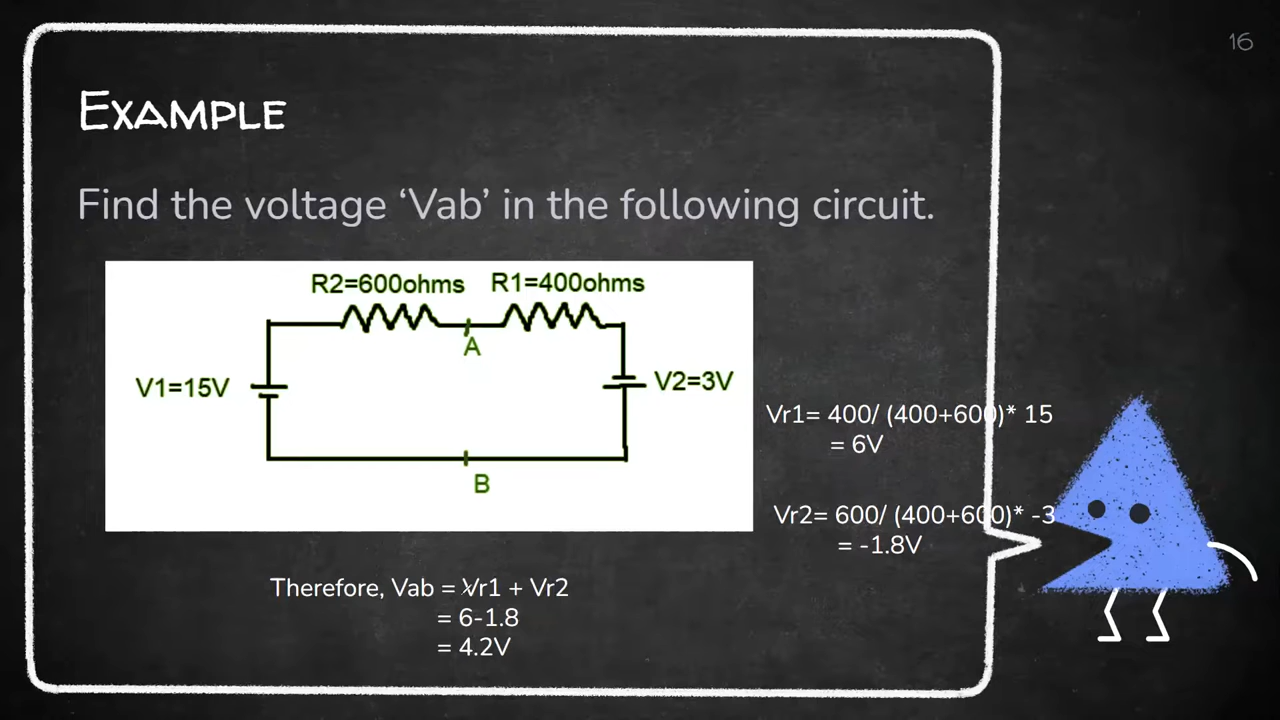 16
EXAMPLE
Find the voltage ‘Vab’ in the following circuit.
R2=600ohms R1=400ohms
A
V1=15V
V2=3V
B
Vr1= 400/ (400+600)* 15
= 6V
Vr2= 600/ (400+600)* -3
= -1.8V
Therefore, Vab = Vr1 + Vr2
= 6-1.8
= 4.2V